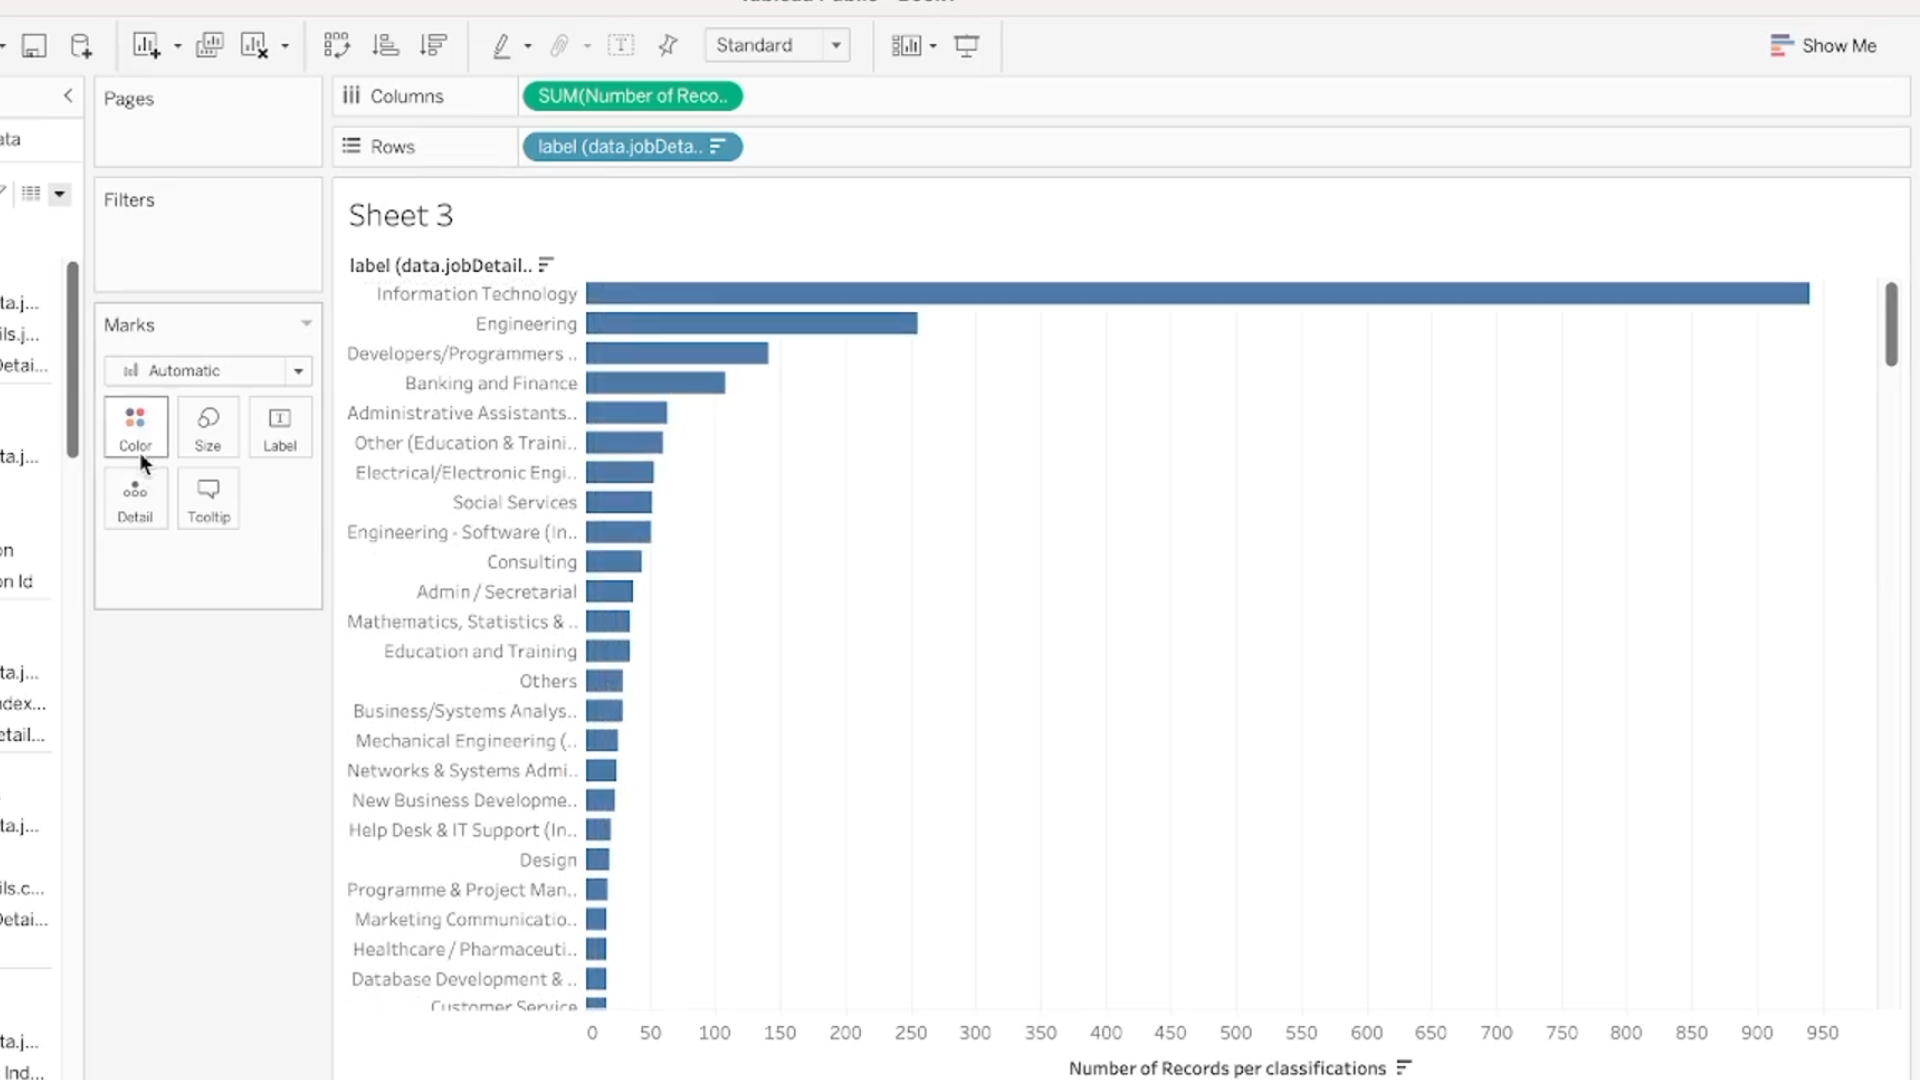 Standard
Show Me
Pages
Columns
SUM(Number of Reco..
ata
Rows
label (data.jobDeta..
Filters
Sheet 3
label (data.jobDetail..
ta.j...
ils.j...
Detai...
ta.j...
on
on Id
ta.j...
ndex...
etail...
ta.j...
ils.c...
Detai...
ta.j...
Ind...
Marks
Automatic
Color
Size
Label
Detail
Tooltip
Information Technology
Engineering
Developers/Programmers ..
Banking and Finance
Administrative Assistants..
Other (Education & Traini..
Electrical/Electronic Engi..
Social Services
Engineering - Software (In..
Consulting
Admin / Secretarial
Mathematics, Statistics & ..
Education and Training
Others
Business/Systems Analys..
Mechanical Engineering (..
Networks & Systems Admi..
New Business Developme..
Help Desk & IT Support (In..
Design
Programme & Project Man..
Marketing Communicatio..
Healthcare / Pharmaceuti..
Database Development & ..
Customer Service
0 50 100 150 200 250 300 350 400 450 500 550 600 650 700 750 800 850 900 950
Number of Records per classifications